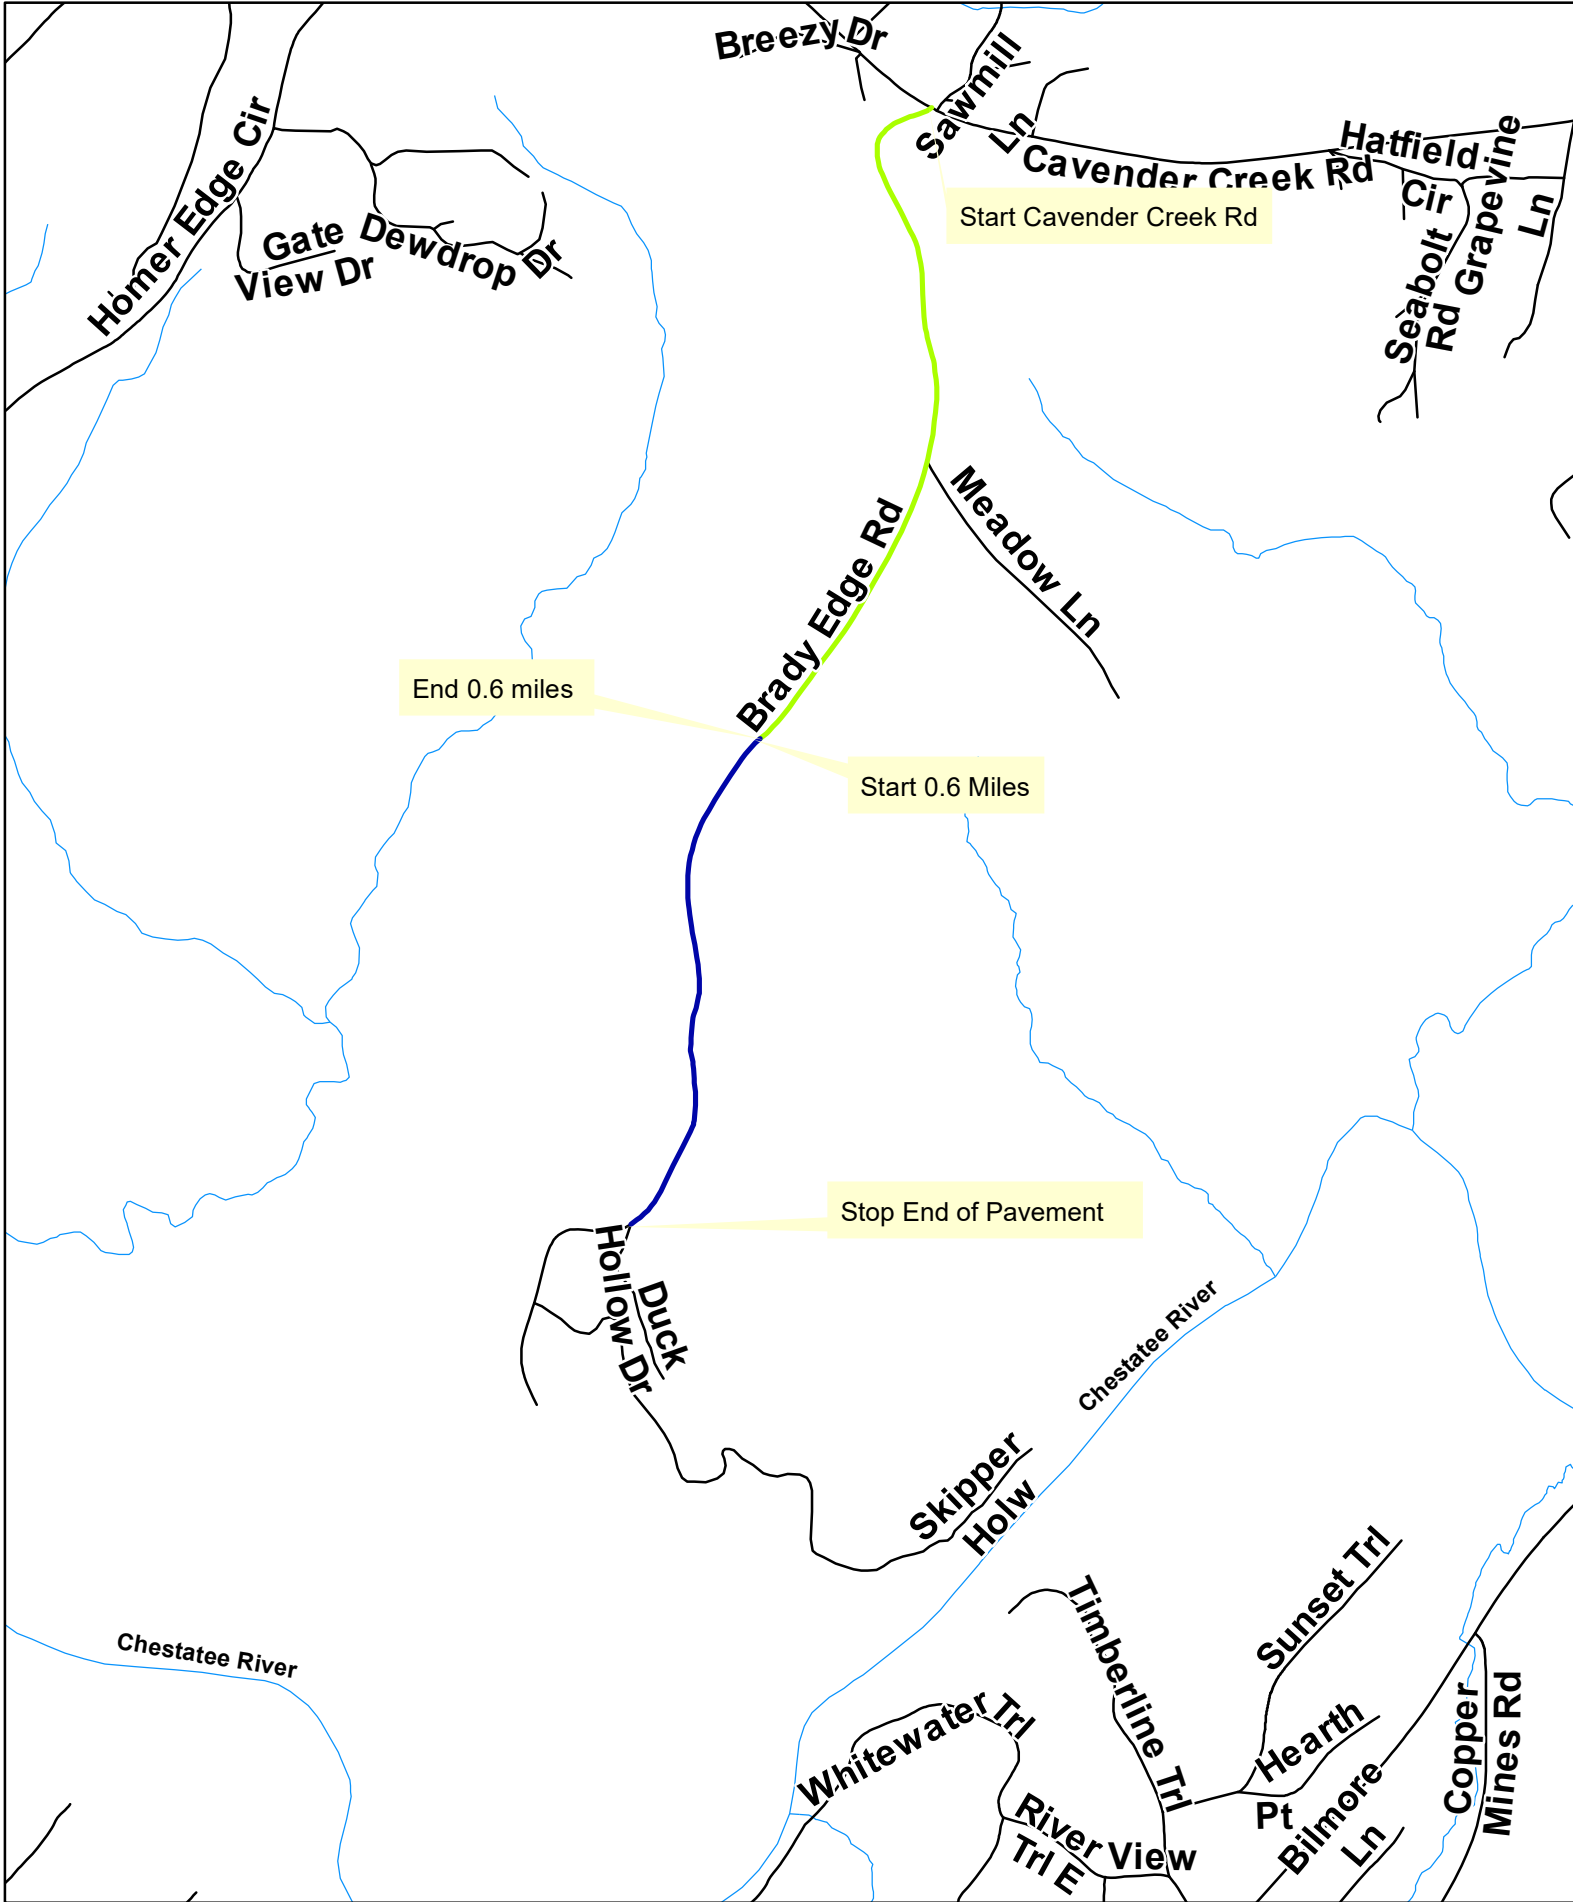 Breezy Dr
Sawmill
Ln
Cavender Creek Rd
Hatfield
Cir
Grapevine
Ln
Seabolt
Rd
Homer Edge Cir
Gate
View Dr
Dewdrop Dr
Start Cavender Creek Rd
Meadow Ln
Brady Edge Rd
End 0.6 miles
Start 0.6 Miles
Stop End of Pavement
Duck
Hollow Dr
Chestatee River
Skipper
Holw
Sunset Trl
Timberline Trl
Chestatee River
Whitewater Trl
Hearth
Pt
Copper
Mines Rd
River View
Trl E
Bilmore
Ln